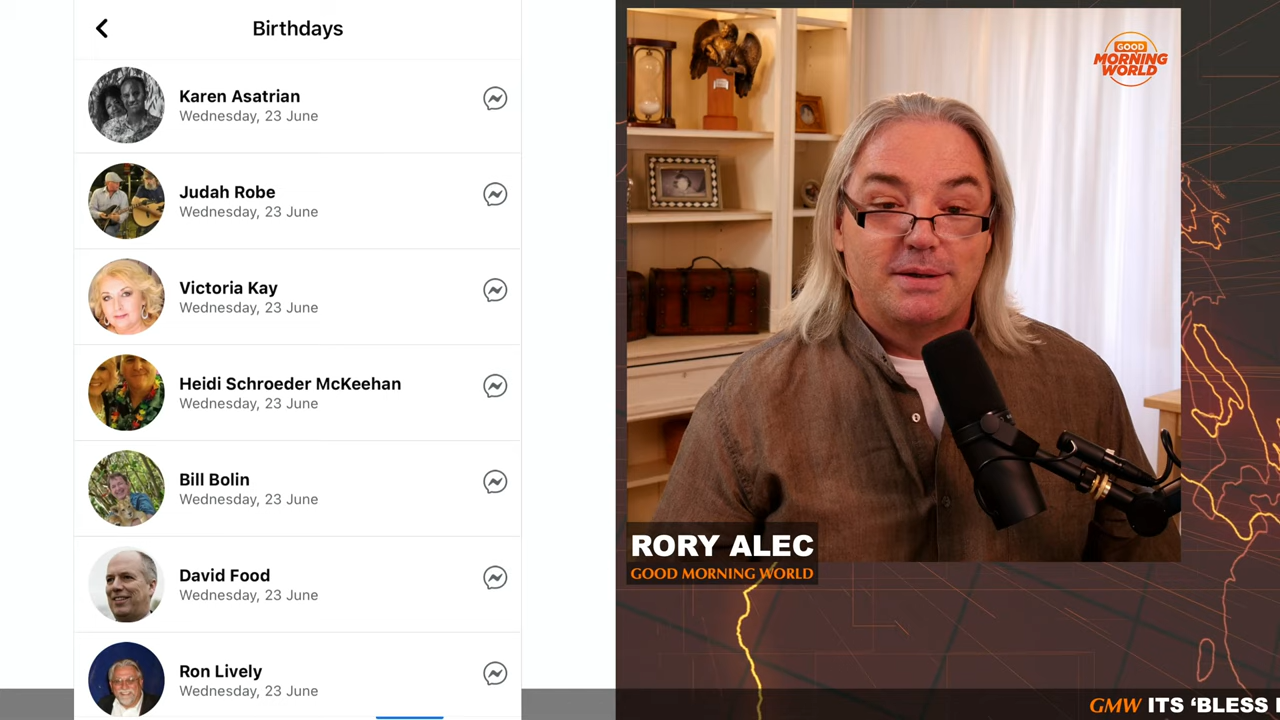 Birthdays
Karen Asatrian
Wednesday, 23 June
Judah Robe
Wednesday, 23 June
Victoria Kay
Wednesday, 23 June
Heidi Schroeder McKeehan
Wednesday, 23 June
Bill Bolin
Wednesday, 23 June
David Food
Wednesday, 23 June
Ron Lively
Wednesday, 23 June
GOOD
MORNING
WORLD
RORY ALEC
GOOD MORNING WORLD
GMW ITS ‘BLESS